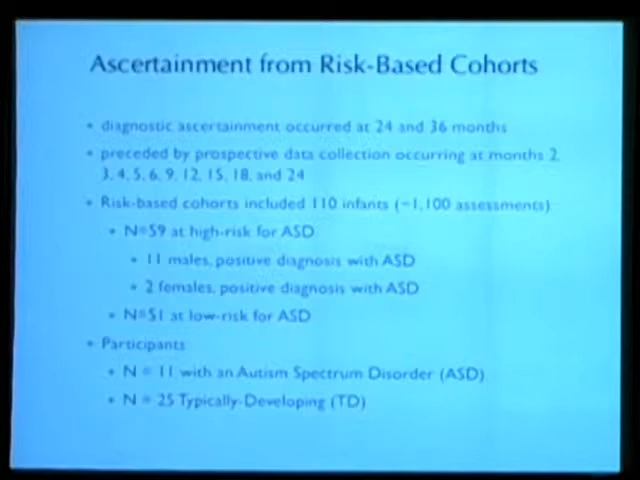 Ascertainment from Risk-Based Cohorts
• diagnostic ascertainment occurred at 24 and 36 months
• preceded by prospective data collection occurring at months 2,
3, 4, 5, 6, 9, 12, 15, 18, and 24
• Risk-based cohorts included 110 infants (~1,100 assessments)
• N=59 at high-risk for ASD
• 11 males, positive diagnosis with ASD
• 2 females, positive diagnosis with ASD
• N=51 at low-risk for ASD
• Participants
• N = 11 with an Autism Spectrum Disorder (ASD)
• N = 25 Typically-Developing (TD)